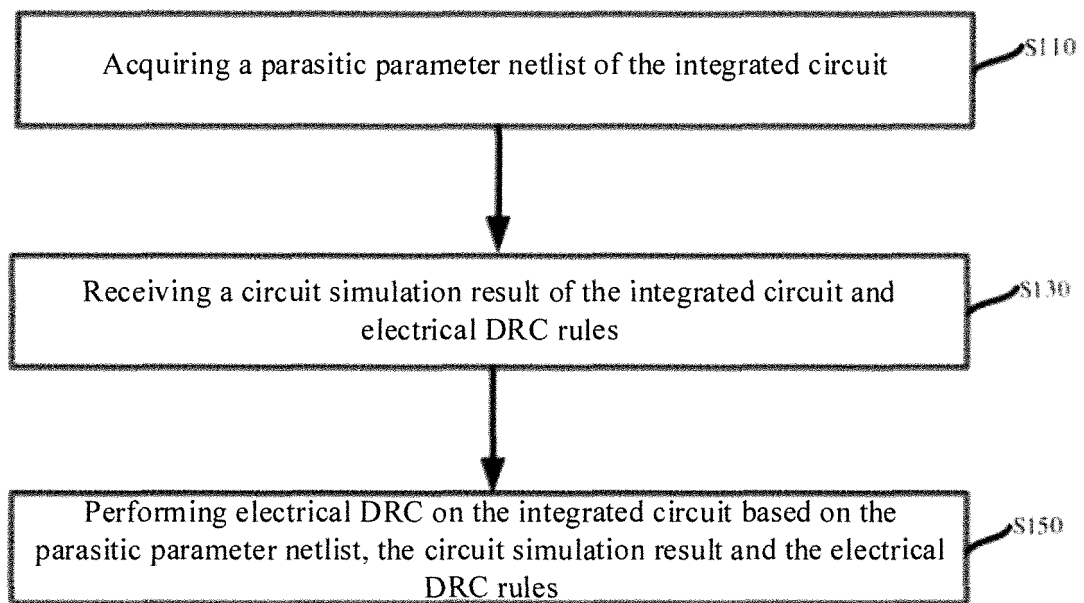 Acquiring a parasitic parameter netlist of the integrated circuit
S110
Receiving a circuit simulation result of the integrated circuit and
electrical DRC rules
S130
Performing electrical DRC on the integrated circuit based on the
parasitic parameter netlist, the circuit simulation result and the electrical
DRC rules
S150